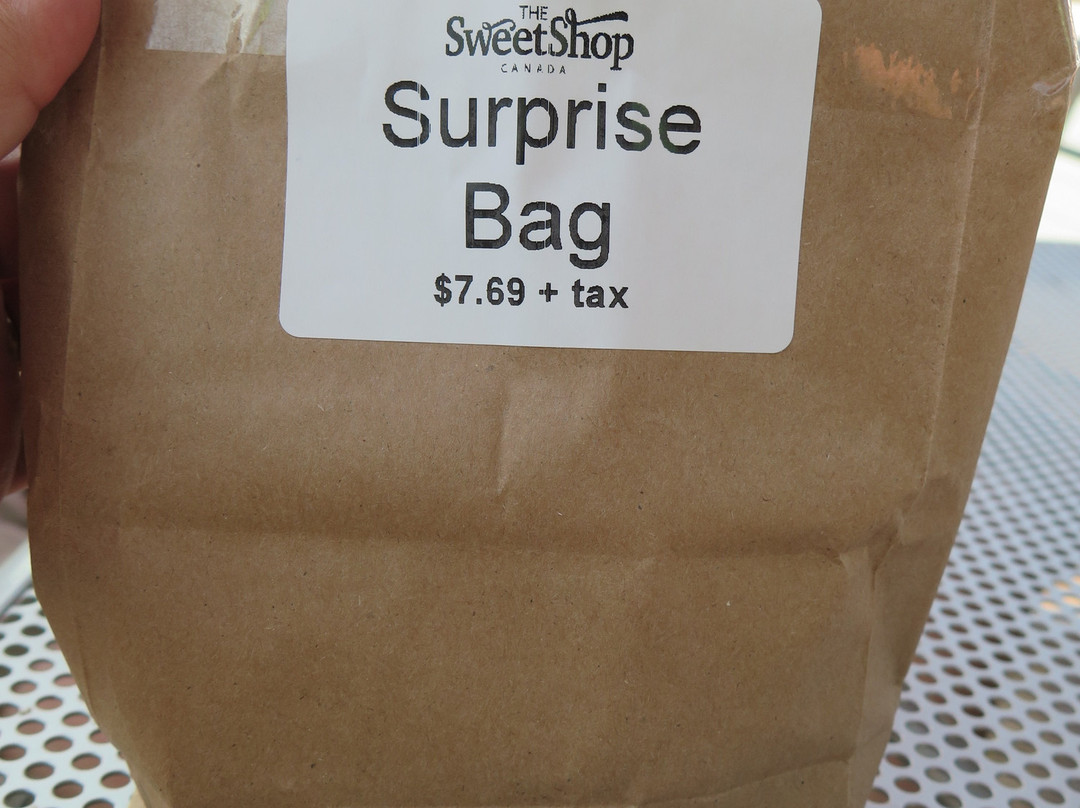 THE
SweetShop
CANADA
Surprise
Bag
$7.69 + tax